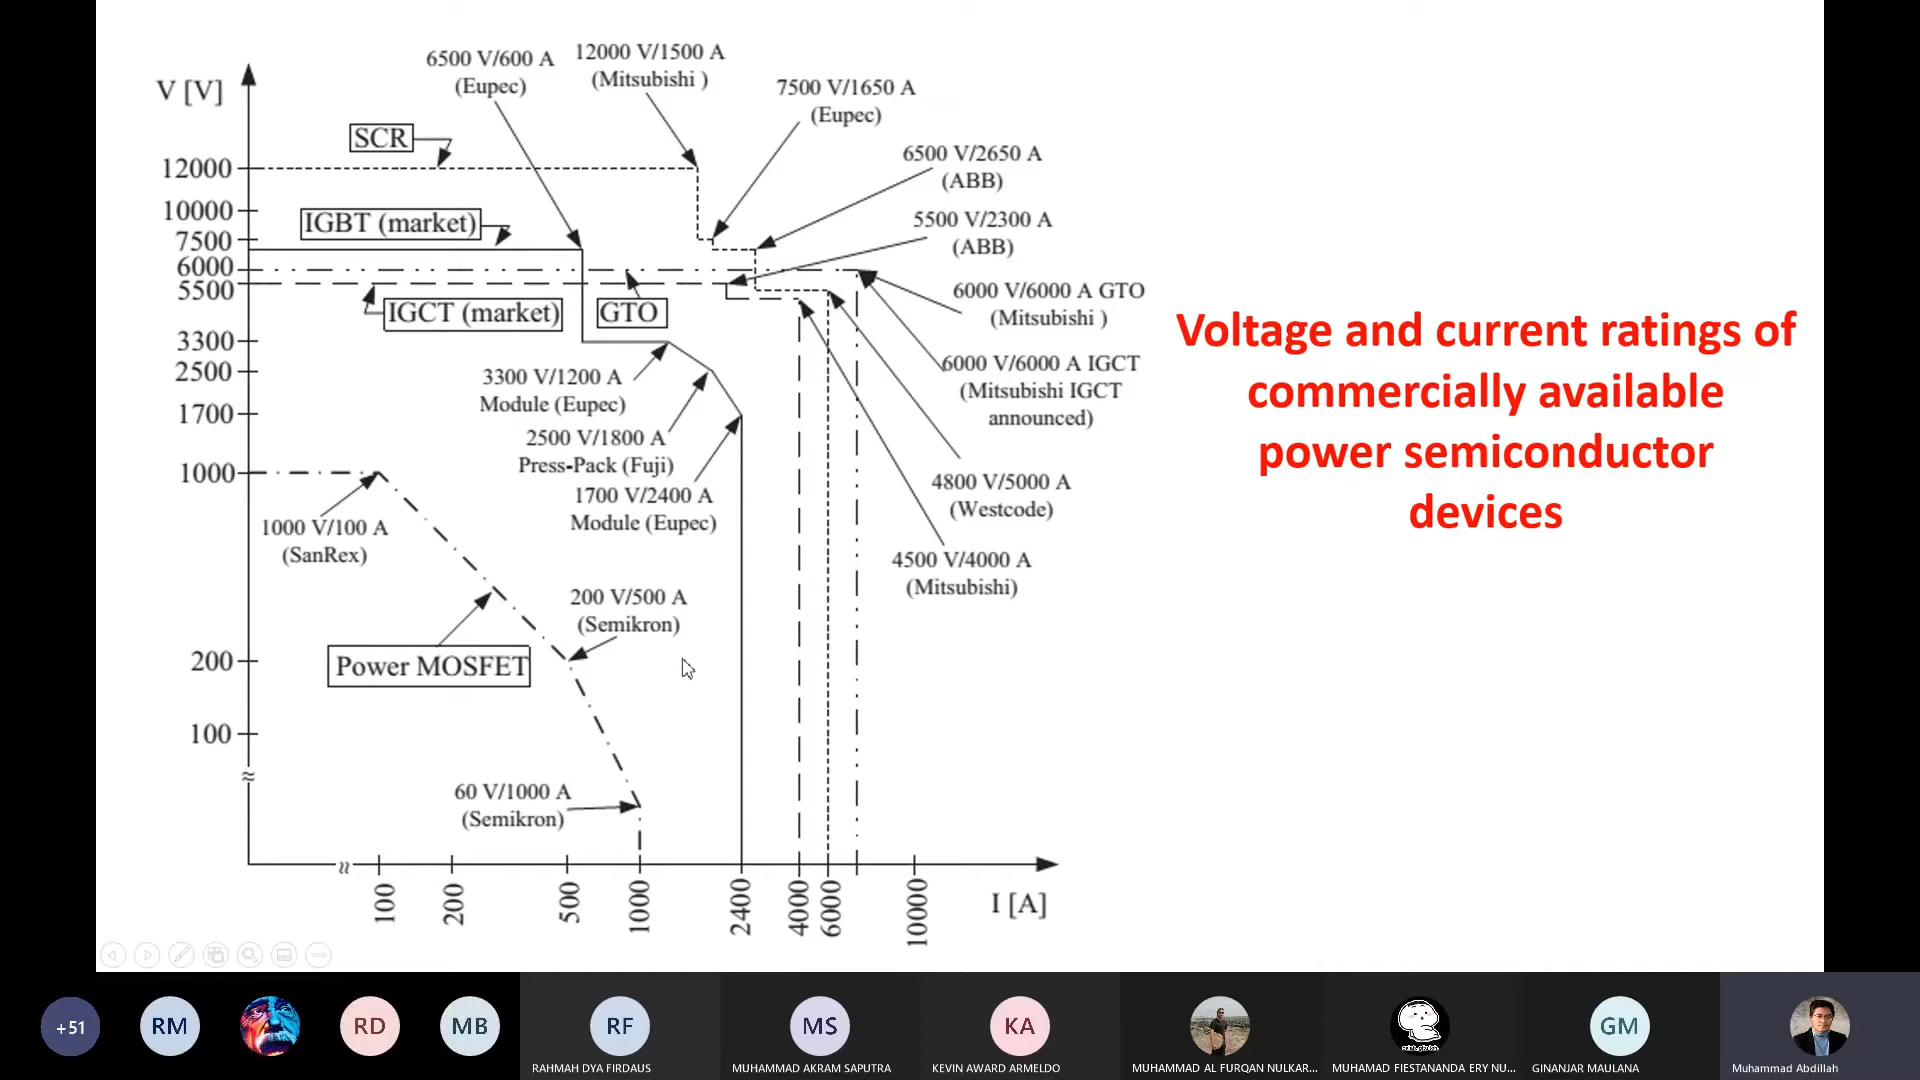 6500 V/600 A
(Eupec)
12000 V/1500 A
(Mitsubishi )
7500 V/1650 A
(Eupec)
V [V]
SCR
6500 V/2650 A
(ABB)
12000
10000
7500
6000
5500
3300
2500
1700
1000
200
100
IGBT (market)
5500 V/2300 A
(ABB)
IGCT (market)
GTO
6000 V/6000 A GTO
(Mitsubishi )
6000 V/6000 A IGCT
(Mitsubishi IGCT
announced)
3300 V/1200 A
Module (Eupec)
2500 V/1800 A
Press-Pack (Fuji)
1700 V/2400 A
Module (Eupec)
4800 V/5000 A
(Westcode)
4500 V/4000 A
(Mitsubishi)
1000 V/100 A
(SanRex)
200 V/500 A
(Semikron)
Power MOSFET
60 V/1000 A
(Semikron)
100
200
500
1000
2400
4000
6000
10000
I [A]
Voltage and current ratings of
commercially available
power semiconductor
devices
+51
RM
RD
MB
RF
RAHMAH DYA FIRDAUS
MS
MUHAMMAD AKRAM SAPUTRA
KA
KEVIN AWARD ARMELDO
MUHAMMAD AL FURQAN NULKAR...
MUHAMAD FIESTANANDA ERY NU...
GM
GINANJAR MAULANA
Muhammad Abdillah